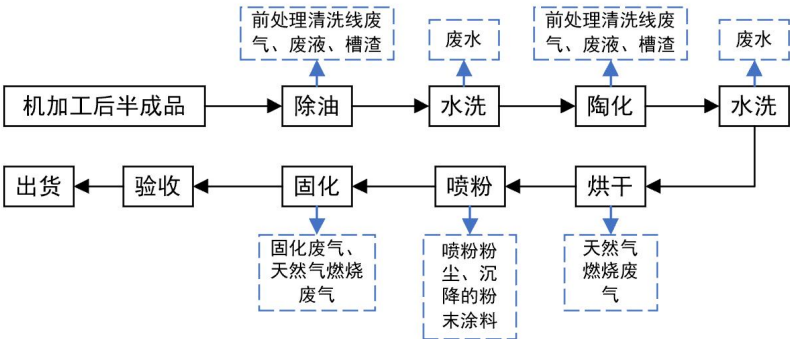 前处理清洗线废
气、废液、槽渣
废水
前处理清洗线废
气、废液、槽渣
废水
机加工后半成品
除油
水洗
陶化
水洗
出货
验收
固化
喷粉
烘干
固化废气、
天然气燃烧
废气
喷粉粉
尘、沉
降的粉
末涂料
天然气
燃烧废
气